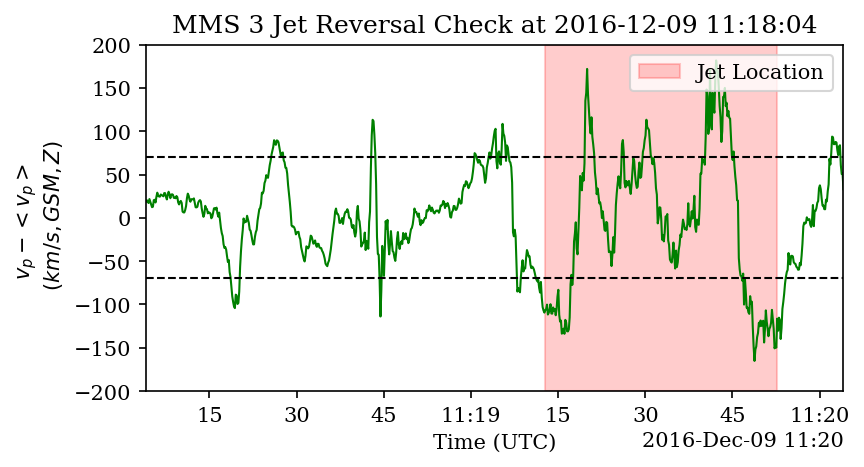 MMS 3 Jet Reversal Check at 2016-12-09 11:18:04
Jet Location
200
150
100
50
0
−50
−100
−150
−200
v_p − < v_p >
(km/s, GSM, Z)
15 30 45 11:19 15 30 45 11:20
Time (UTC)
2016-Dec-09 11:20